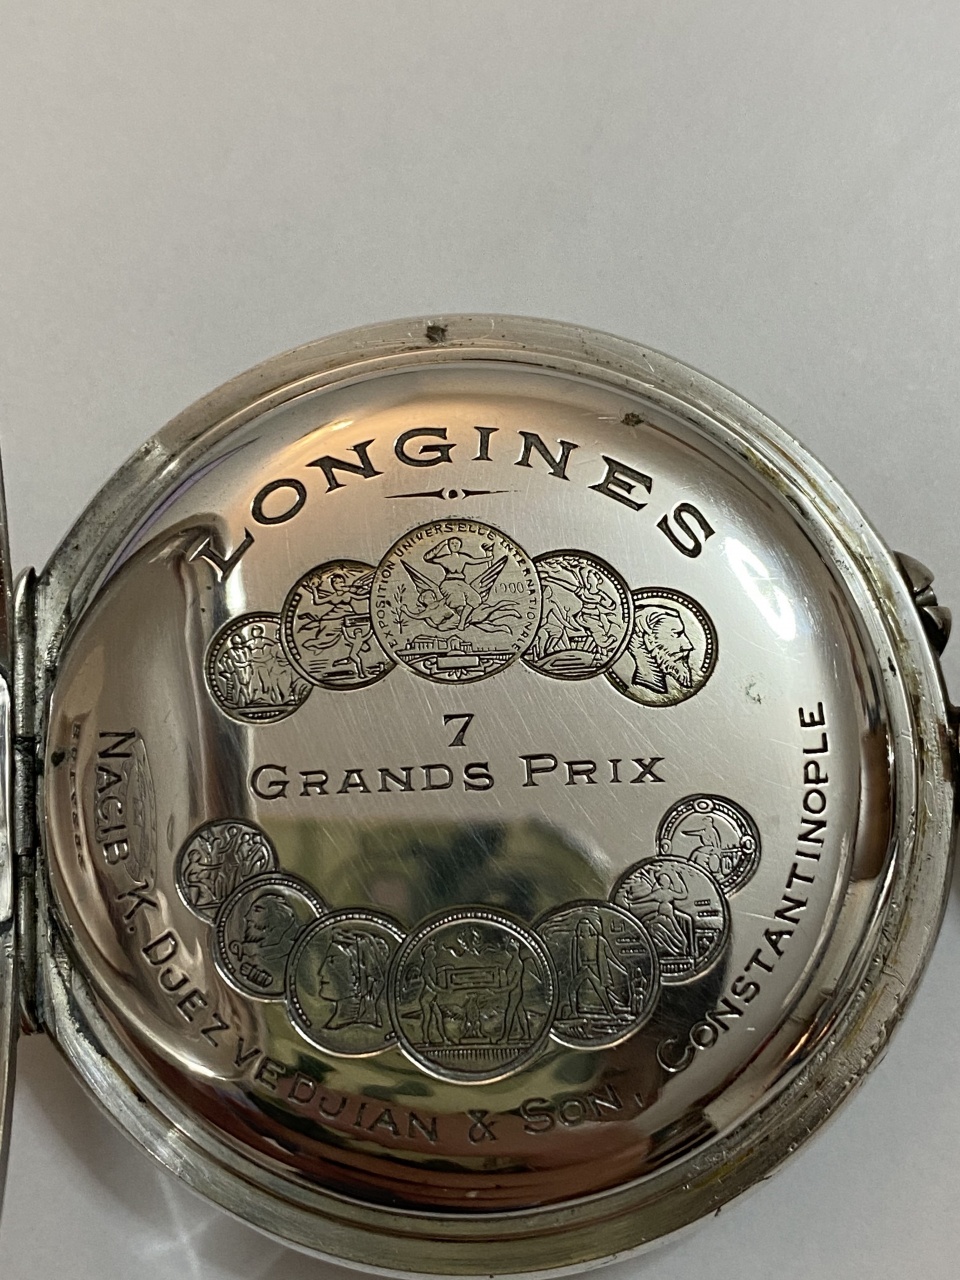 LONGINES
EXPOSITION UNIVERSELLE INTERNATIONALE
1900
7
GRANDS PRIX
NACIB K. DJEZVEDJIAN & SON, CONSTANTINOPLE